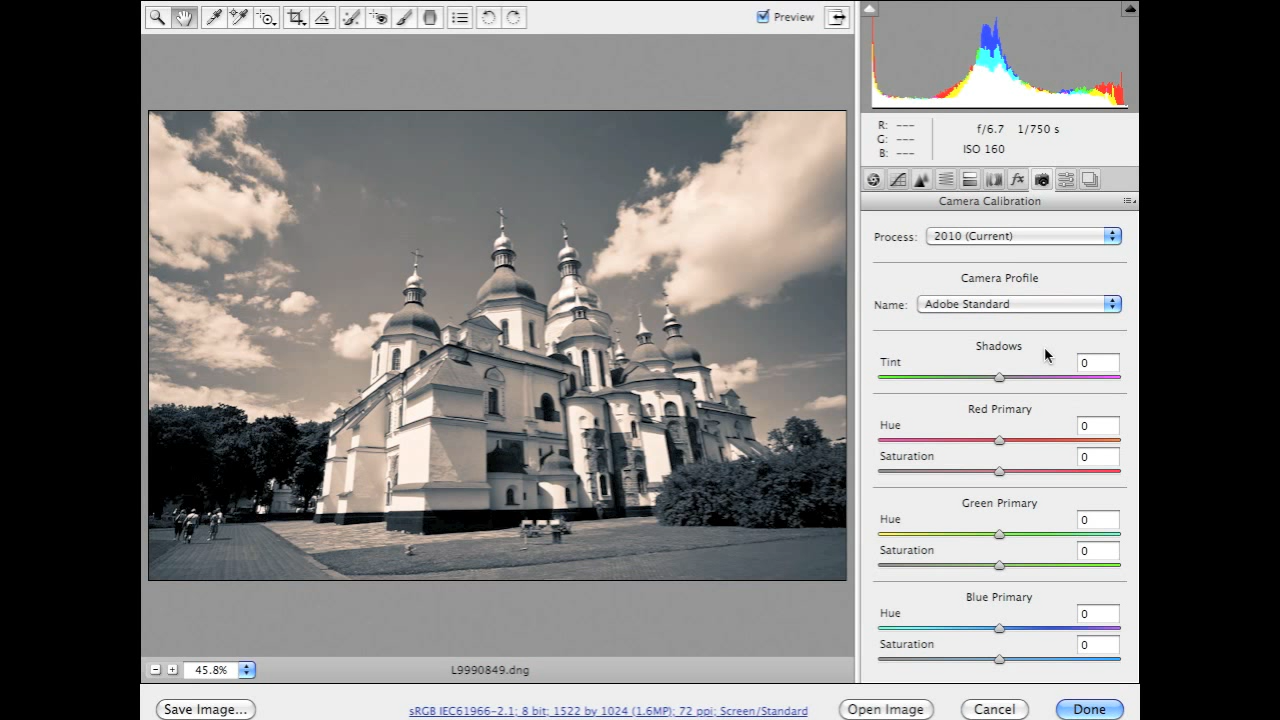 Preview
R: ---
G: ---
B: ---
f/6.7 1/750 s
ISO 160
fx
Camera Calibration
Process: 2010 (Current)
Camera Profile
Name: Adobe Standard
Shadows
Tint 0
Red Primary
Hue 0
Saturation 0
Green Primary
Hue 0
Saturation 0
Blue Primary
Hue 0
Saturation 0
45.8%
L9990849.dng
Save Image...
sRGB IEC61966-2.1; 8 bit; 1522 by 1024 (1.6MP); 72 ppi; Screen/Standard
Open Image
Cancel
Done